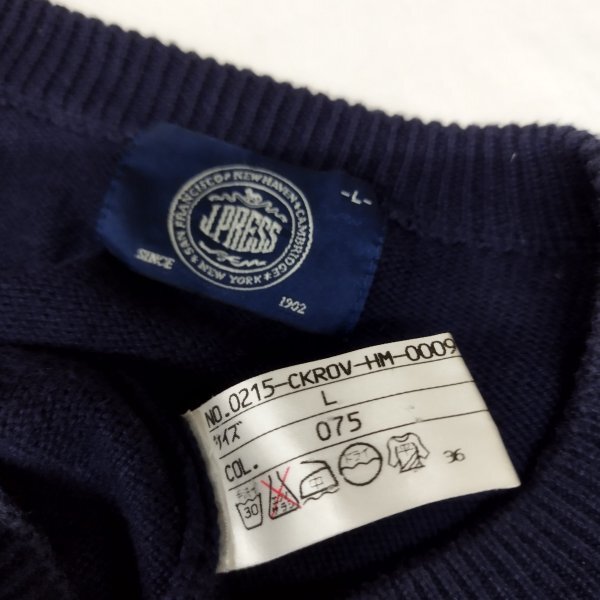 -L-
SAN FRANCISCO★NEW HAVEN★CAMBRIDGE★NEW YORK★
J.PRESS
SINCE 1902
NO.0215-CKROV-HM-0009
サイズ L
COL. 075
30
36